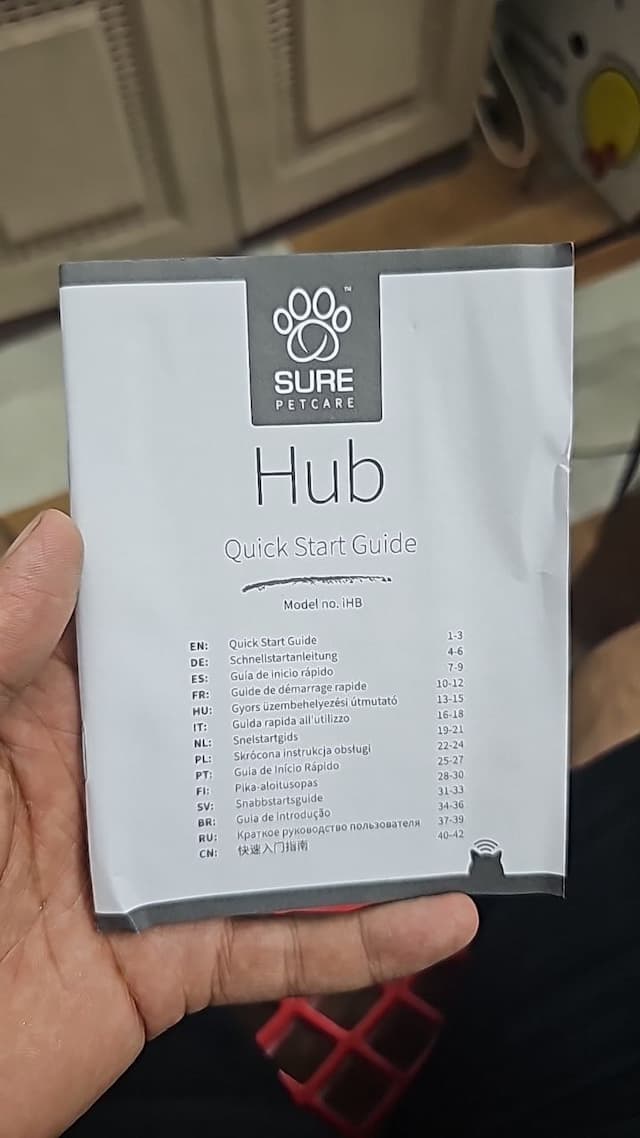 ™
SURE
PETCARE
Hub
Quick Start Guide
Model no. iHB
EN: Quick Start Guide 1-3
DE: Schnellstartanleitung 4-6
ES: Guía de inicio rápido 7-9
FR: Guide de démarrage rapide 10-12
HU: Gyors üzembehelyezési útmutató 13-15
IT: Guida rapida all'utilizzo 16-18
NL: Snelstartgids 19-21
PL: Skrócona instrukcja obsługi 22-24
PT: Guia de Início Rápido 25-27
FI: Pika-aloitusopas 28-30
SV: Snabbstartsguide 31-33
BR: Guia de Introdução 34-36
RU: Краткое руководство пользователя 37-39
CN: 快速入门指南 40-42